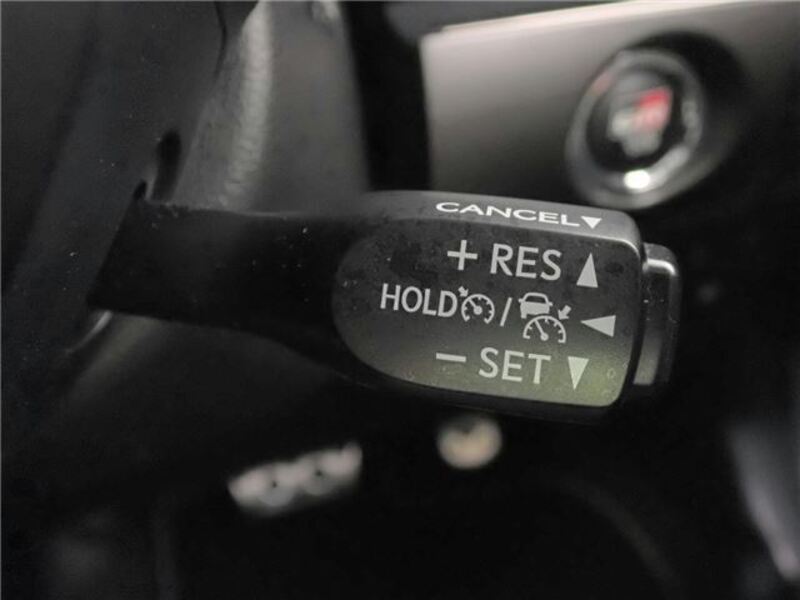 CANCEL▼
+ RES ▲
HOLD / ◀
− SET ▼